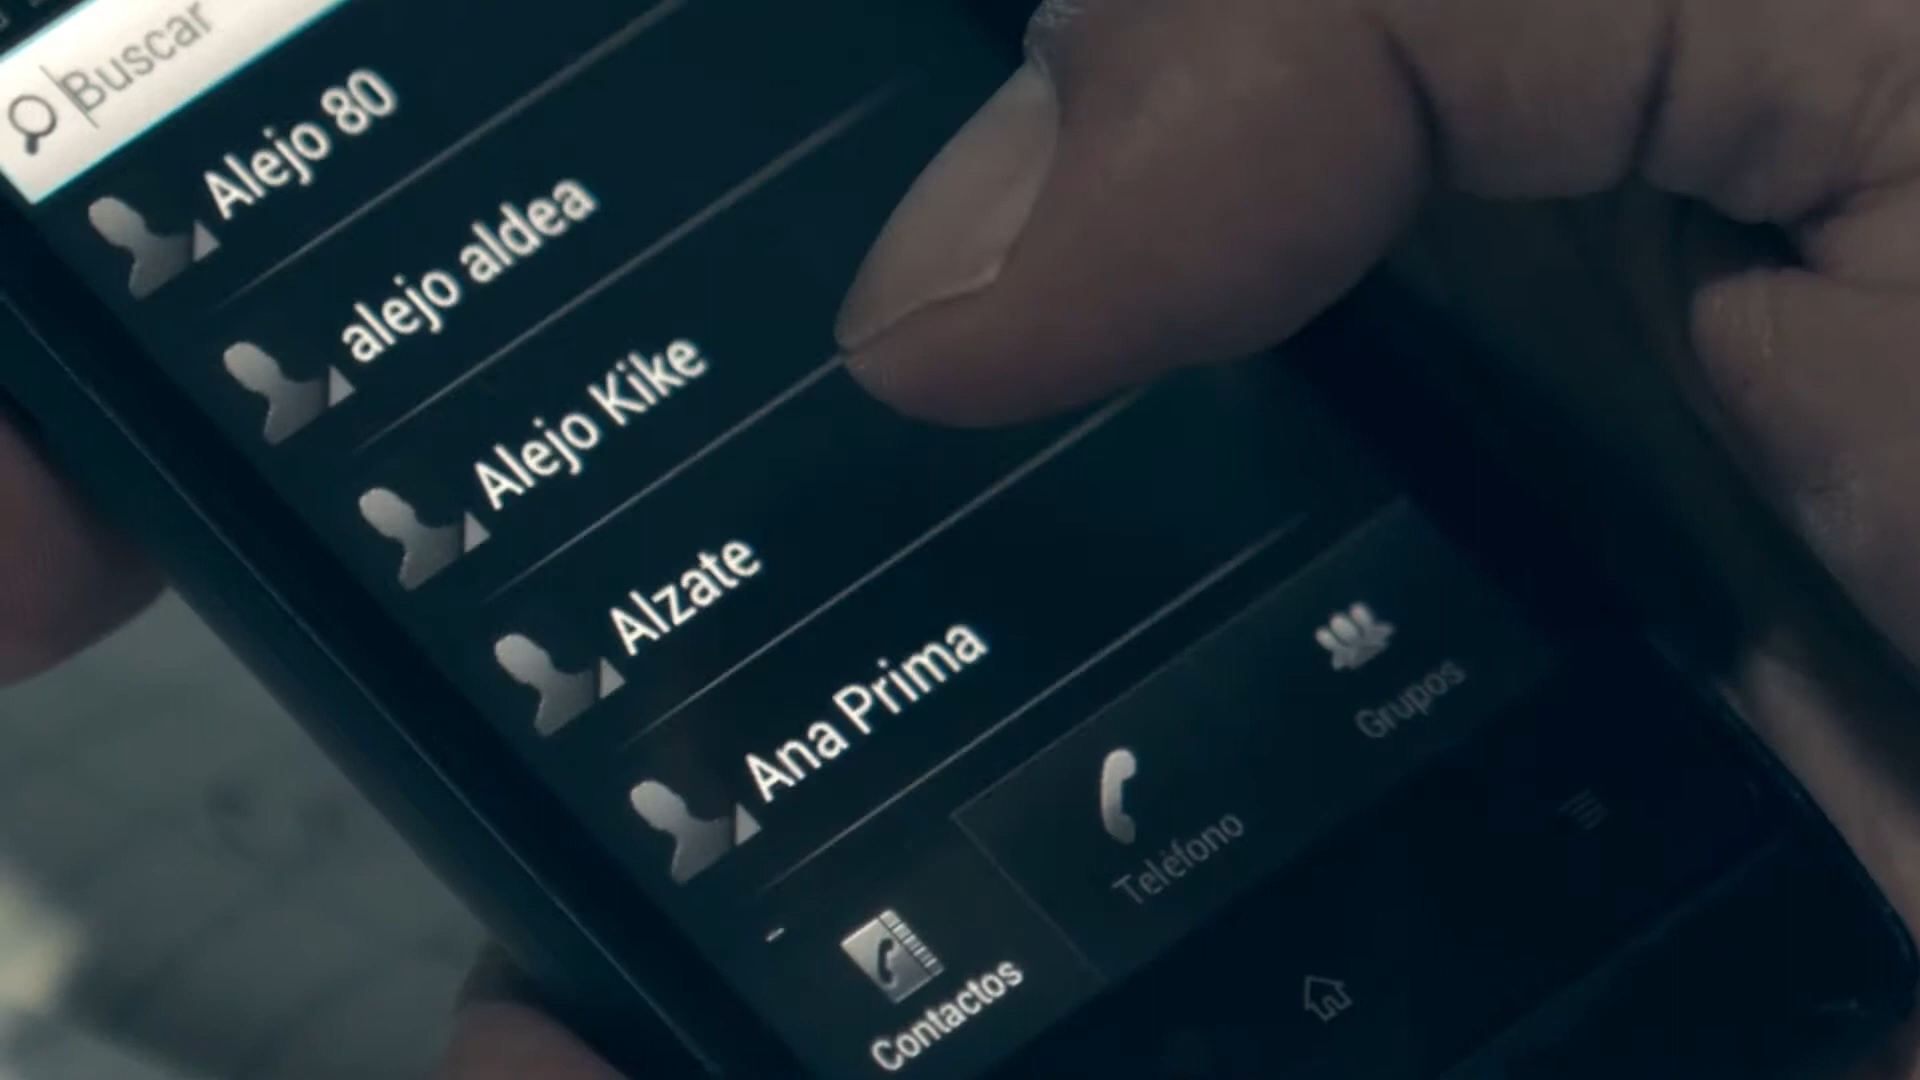 Buscar
Alejo 80
alejo aldea
Alejo Kike
Alzate
Ana Prima
Contactos
Teléfono
Grupos